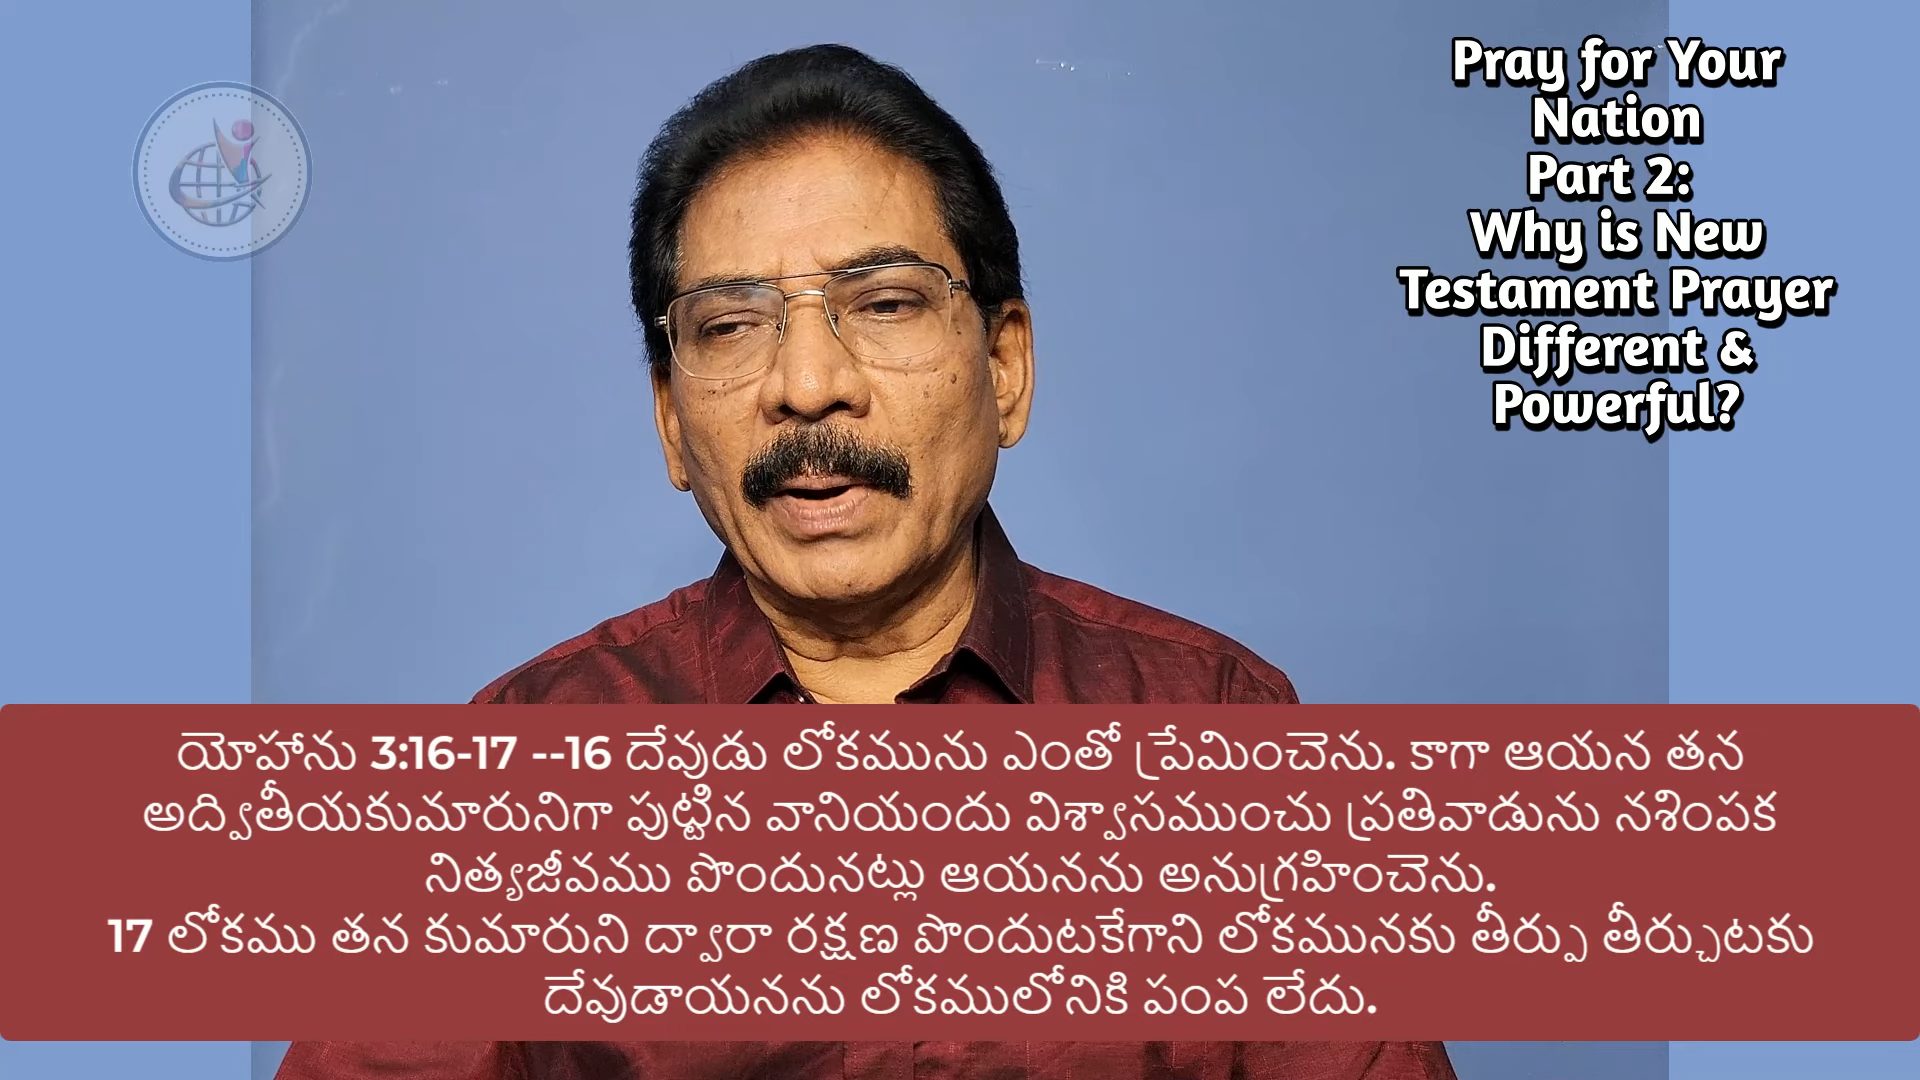 Pray for Your
Nation
Part 2:
Why is New
Testament Prayer
Different &
Powerful?
యోహాను 3:16-17 --16 దేవుడు లోకమును ఎంతో ప్రేమించెను. కాగా ఆయన తన
అద్వితీయకుమారునిగా పుట్టిన వానియందు విశ్వాసముంచు ప్రతివాడును నశింపక
నిత్యజీవము పొందునట్లు ఆయనను అనుగ్రహించెను.
17 లోకము తన కుమారుని ద్వారా రక్షణ పొందుటకేగాని లోకమునకు తీర్పు తీర్చుటకు
దేవుడాయనను లోకములోనికి పంప లేదు.